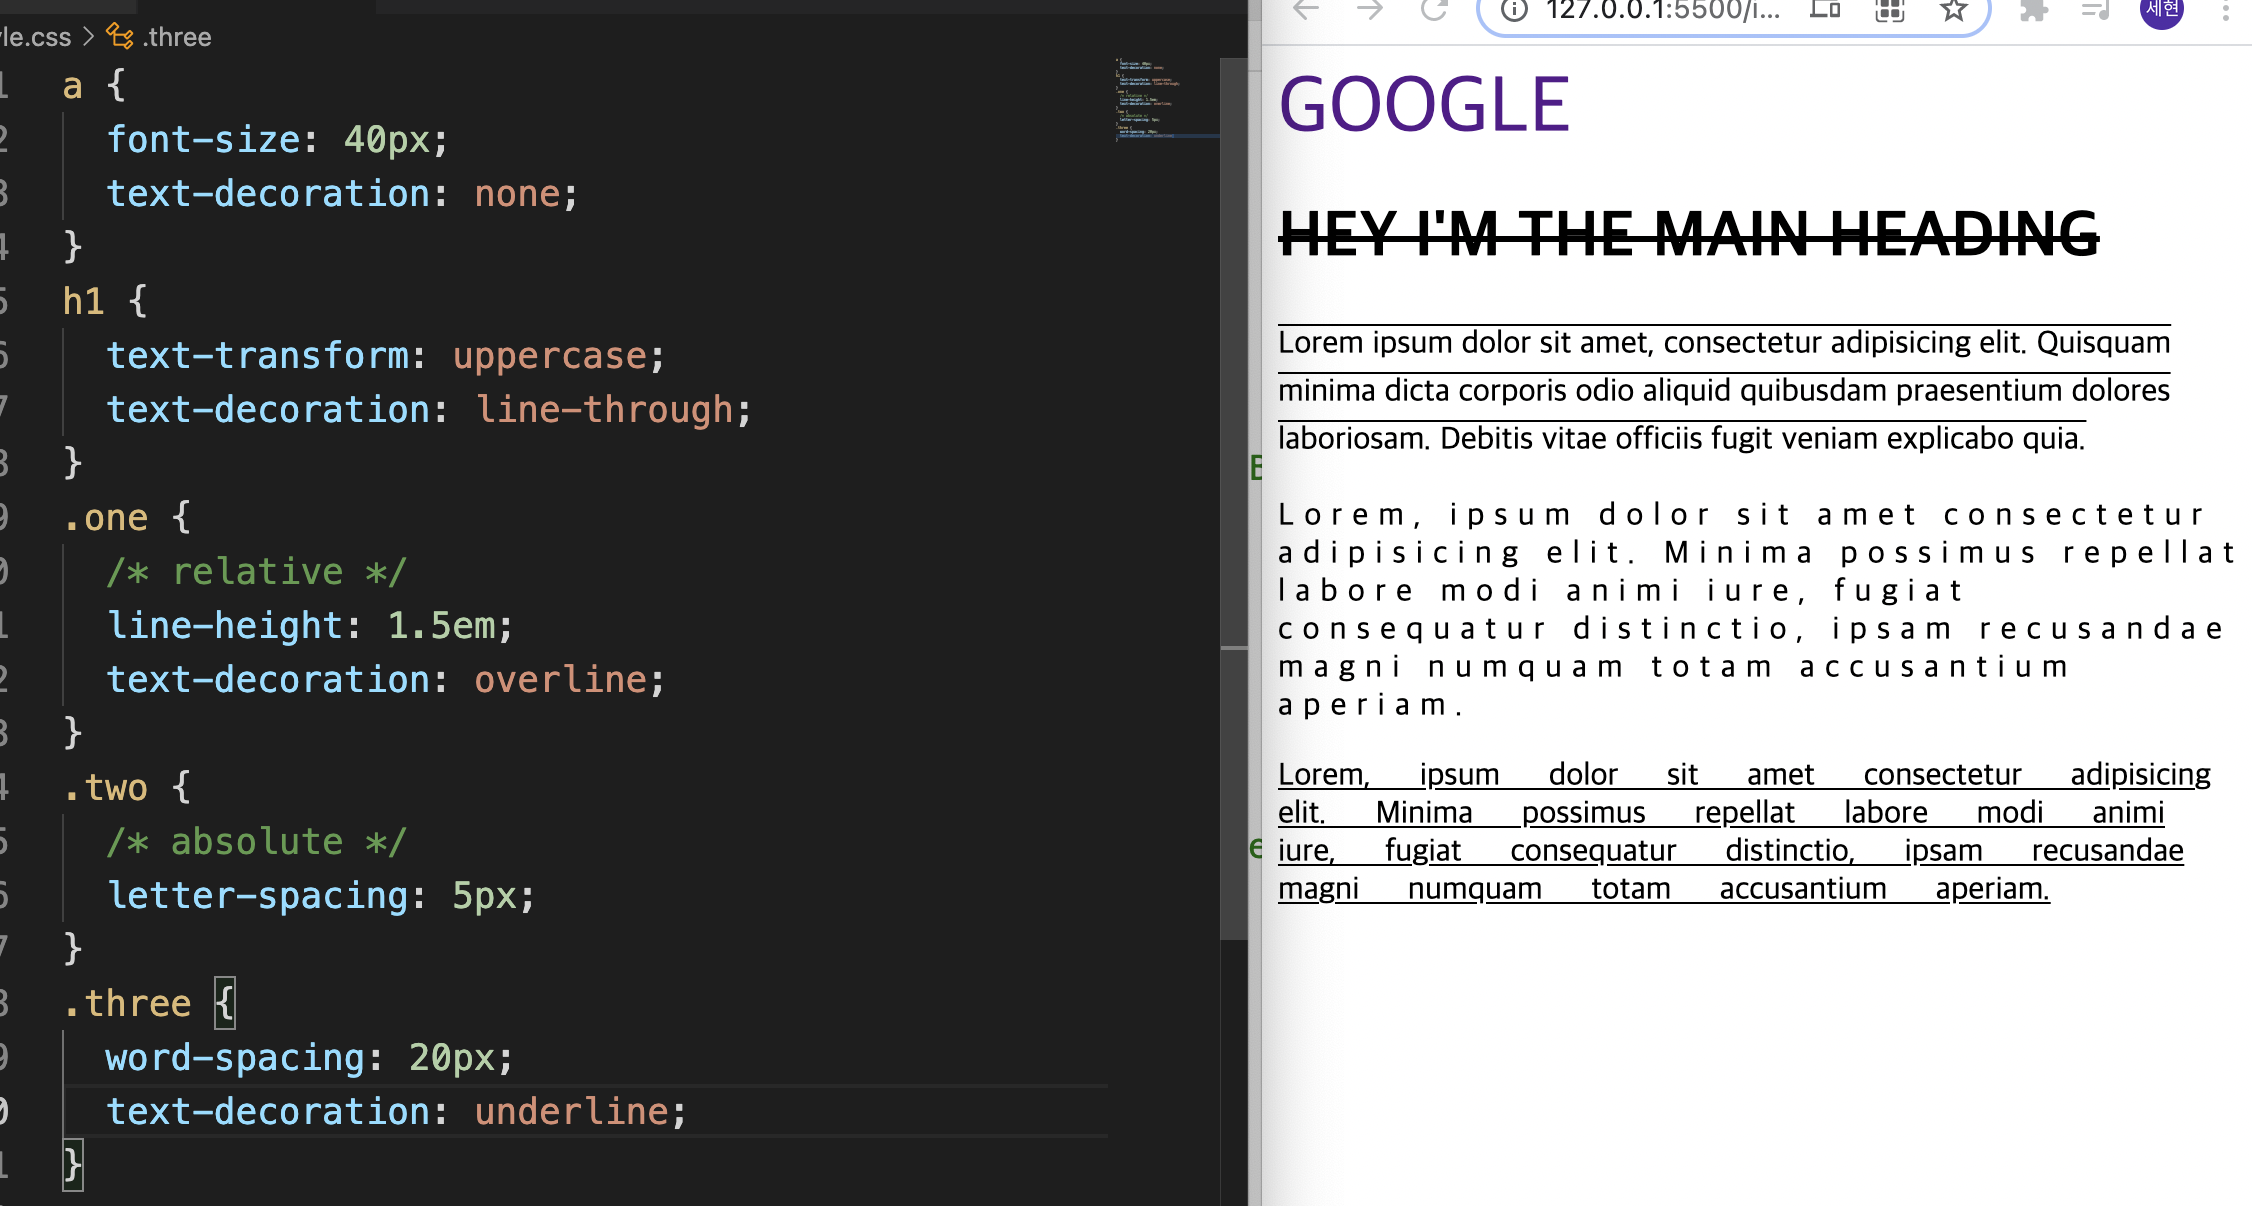 le.css > .three
1 a {
2 font-size: 40px;
3 text-decoration: none;
4 }
5 h1 {
6 text-transform: uppercase;
7 text-decoration: line-through;
8 }
9 .one {
0 /* relative */
1 line-height: 1.5em;
2 text-decoration: overline;
3 }
4 .two {
5 /* absolute */
6 letter-spacing: 5px;
7 }
8 .three {
9 word-spacing: 20px;
0 text-decoration: underline;
1 }
127.0.0.1:5500/i...
세현
GOOGLE
HEY I'M THE MAIN HEADING
Lorem ipsum dolor sit amet, consectetur adipisicing elit. Quisquam
minima dicta corporis odio aliquid quibusdam praesentium dolores
laboriosam. Debitis vitae officiis fugit veniam explicabo quia.
Lorem, ipsum dolor sit amet consectetur
adipisicing elit. Minima possimus repellat
labore modi animi iure, fugiat
consequatur distinctio, ipsam recusandae
magni numquam totam accusantium
aperiam.
Lorem, ipsum dolor sit amet consectetur adipisicing
elit. Minima possimus repellat labore modi animi
iure, fugiat consequatur distinctio, ipsam recusandae
magni numquam totam accusantium aperiam.